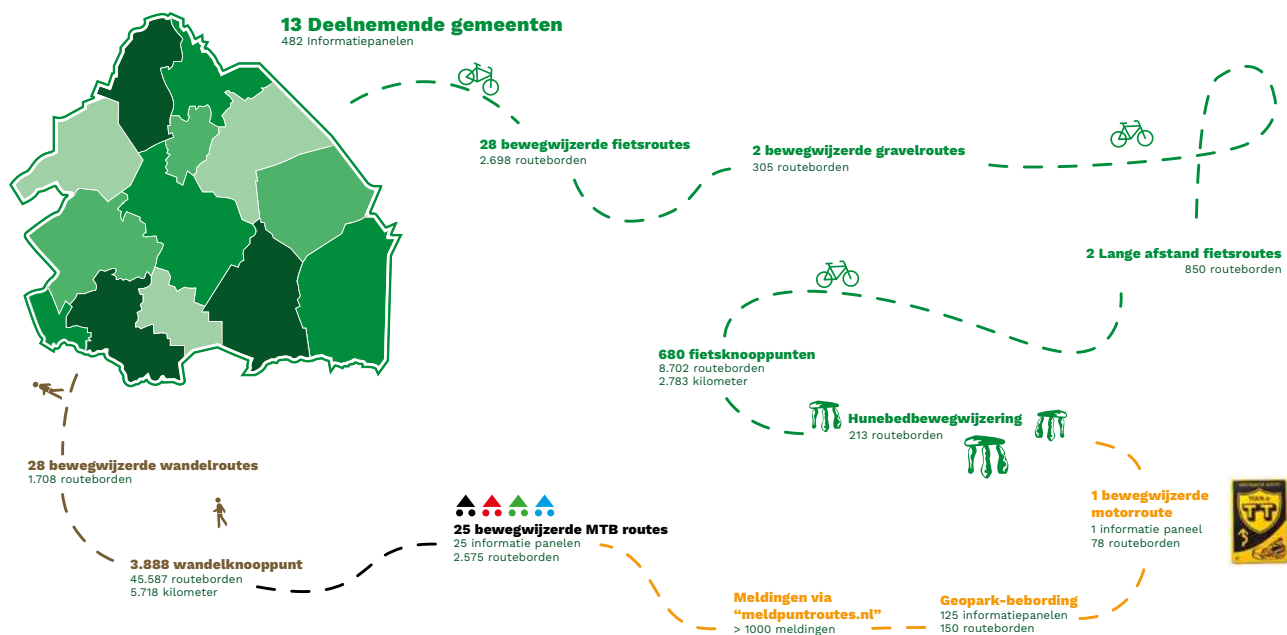 13 Deelnemende gemeenten
482 Informatiepanelen
28 bewegwijzerde fietsroutes
2.698 routeborden
2 bewegwijzerde gravelroutes
305 routeborden
2 Lange afstand fietsroutes
850 routeborden
680 fietsknooppunten
8.702 routeborden
2.783 kilometer
Hunebedbewegwijzering
213 routeborden
1 bewegwijzerde
motorroute
1 informatie paneel
78 routeborden
TT
Geopark-bebording
125 informatiepanelen
150 routeborden
Meldingen via
“meldpuntroutes.nl”
> 1000 meldingen
25 bewegwijzerde MTB routes
25 informatie panelen
2.575 routeborden
3.888 wandelknooppunt
45.587 routeborden
5.718 kilometer
28 bewegwijzerde wandelroutes
1.708 routeborden